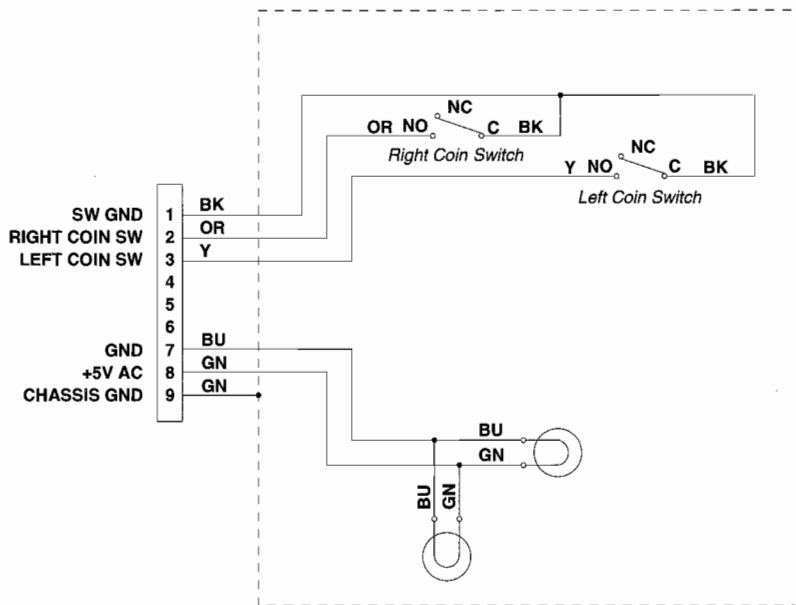 NC
OR NO C BK
Right Coin Switch
NC
Y NO C BK
Left Coin Switch
SW GND 1 BK
RIGHT COIN SW 2 OR
LEFT COIN SW 3 Y
4
5
6
GND 7 BU
+5V AC 8 GN
CHASSIS GND 9 GN
BU
GN
BU GN